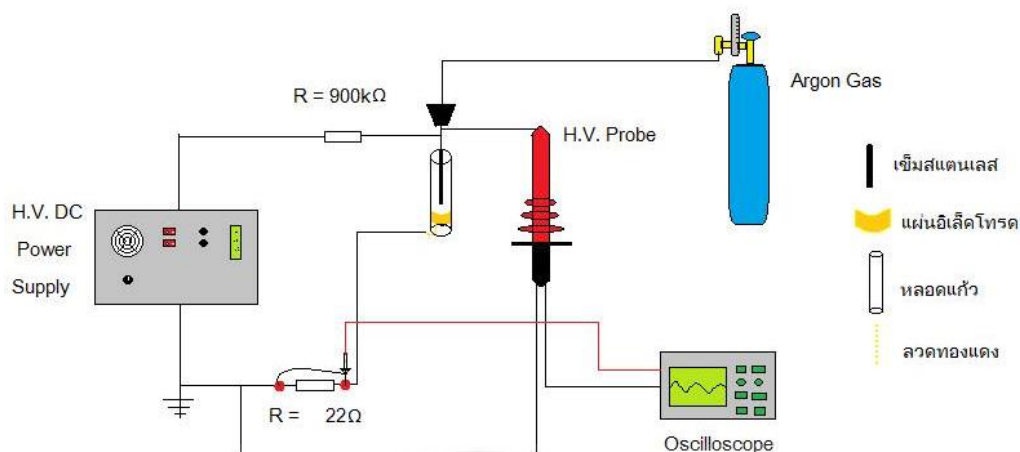 Argon Gas
R = 900kΩ
H.V. Probe
เข็มสแตนเลส
H.V. DC
Power
Supply
แผ่นอิเล็คโทรด
หลอดแก้ว
ลวดทองแดง
R = 22Ω
Oscilloscope